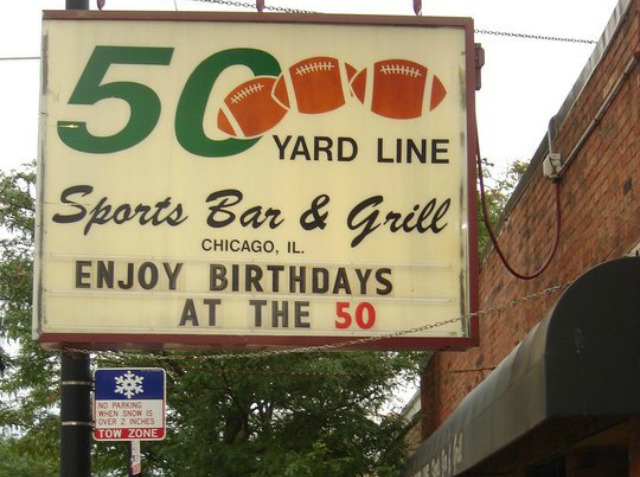 50
YARD LINE
Sports Bar & Grill
CHICAGO, IL.
ENJOY BIRTHDAYS
AT THE 50
NO PARKING
WHEN SNOW IS
OVER 2 INCHES
TOW ZONE